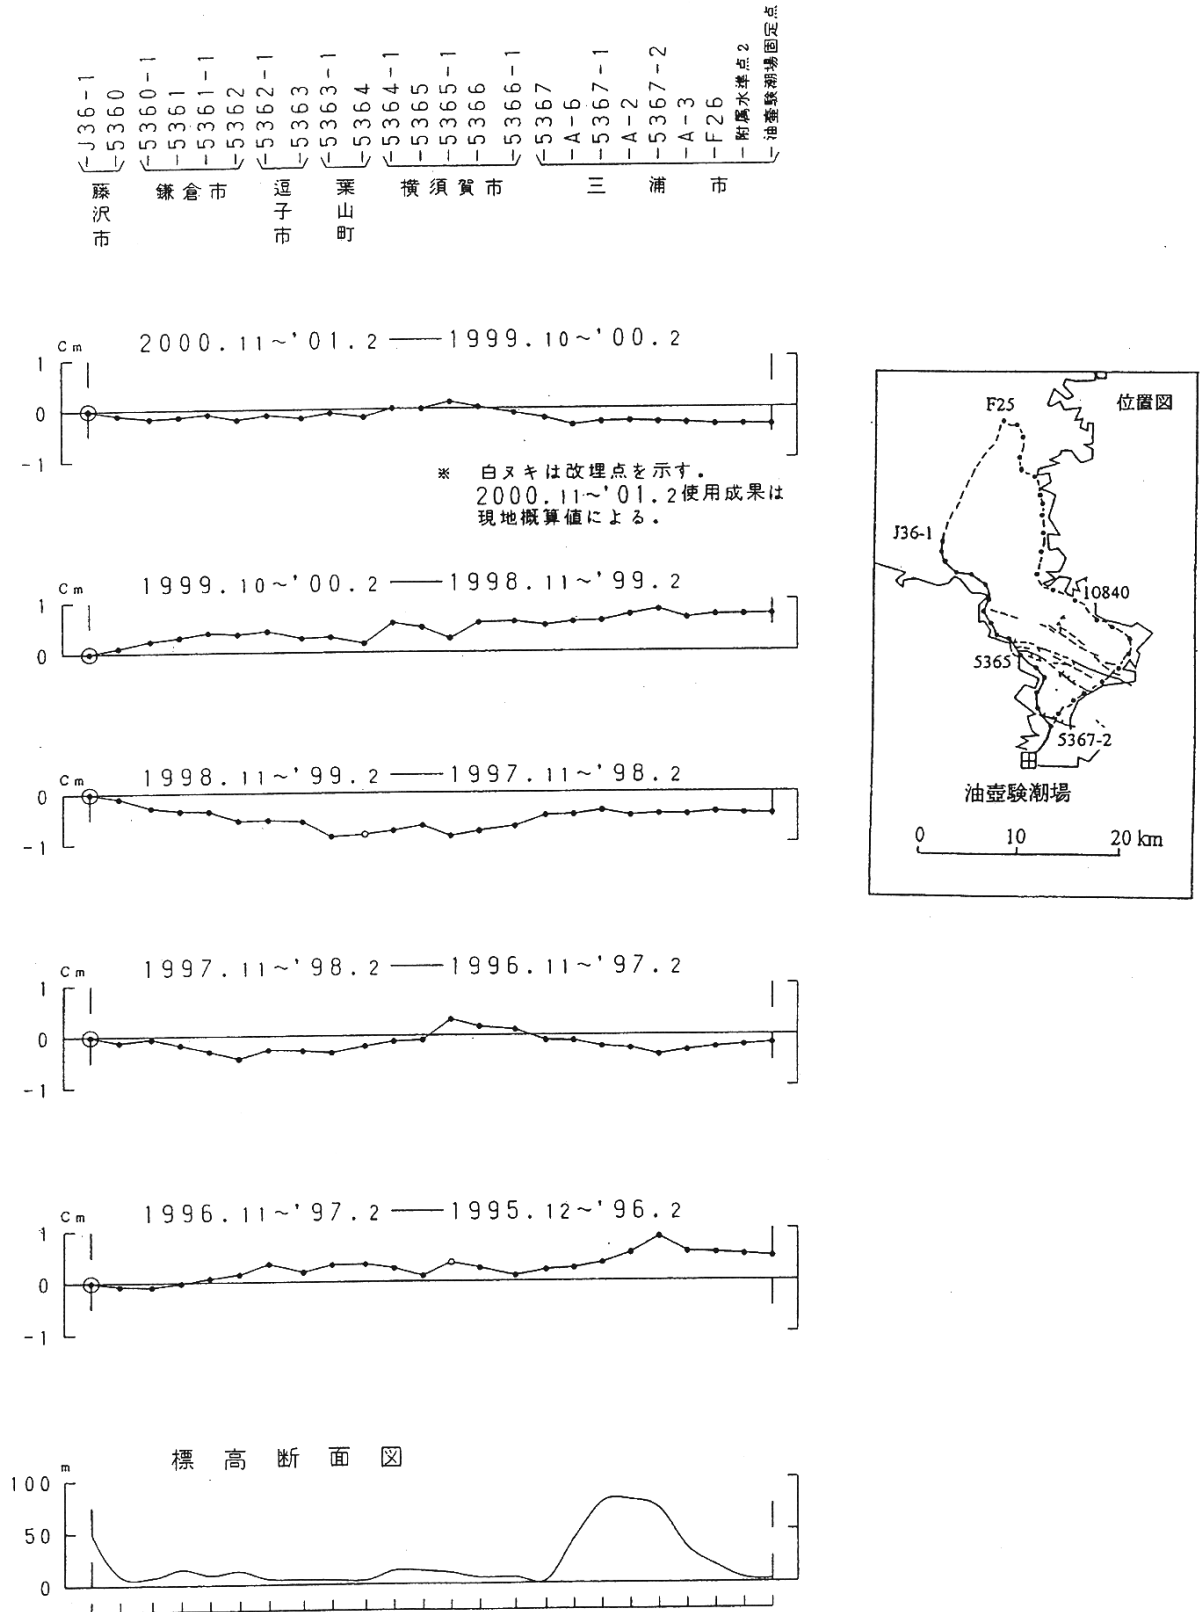 -J36-1
-5360
-5360-1
-5361
-5361-1
-5362
-5362-1
-5363
-5363-1
-5364
-5364-1
-5365
-5365-1
-5366
-5366-1
-5367
-A-6
-5367-1
-A-2
-5367-2
-A-3
-F26
-附属水準点2
-油壷験潮場固定点
藤沢市
鎌倉市
逗子市
葉山町
横須賀市
三浦市
Cm 2000.11~'01.2──1999.10~'00.2
1
0
-1
※ 白ヌキは改埋点を示す.
2000.11~'01.2使用成果は
現地概算値による.
Cm 1999.10~'00.2──1998.11~'99.2
1
0
Cm 1998.11~'99.2──1997.11~'98.2
0
-1
Cm 1997.11~'98.2──1996.11~'97.2
1
0
-1
Cm 1996.11~'97.2──1995.12~'96.2
1
0
-1
標高断面図
m
100
50
0
位置図
F25
J36-1
10840
5365
5367-2
油壷験潮場
0 10 20 km